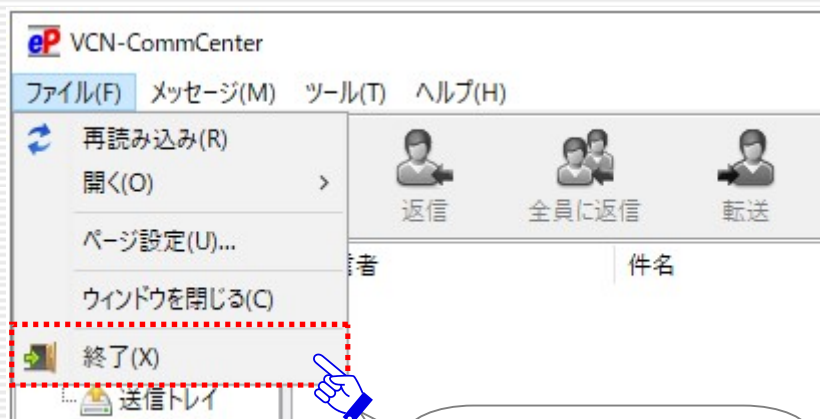 eP VCN-CommCenter
ファイル(F) メッセージ(M) ツール(T) ヘルプ(H)
再読み込み(R)
開く(O)
ページ設定(U)...
ウィンドウを閉じる(C)
終了(X)
送信トレイ
返信 全員に返信 転送
者 件名